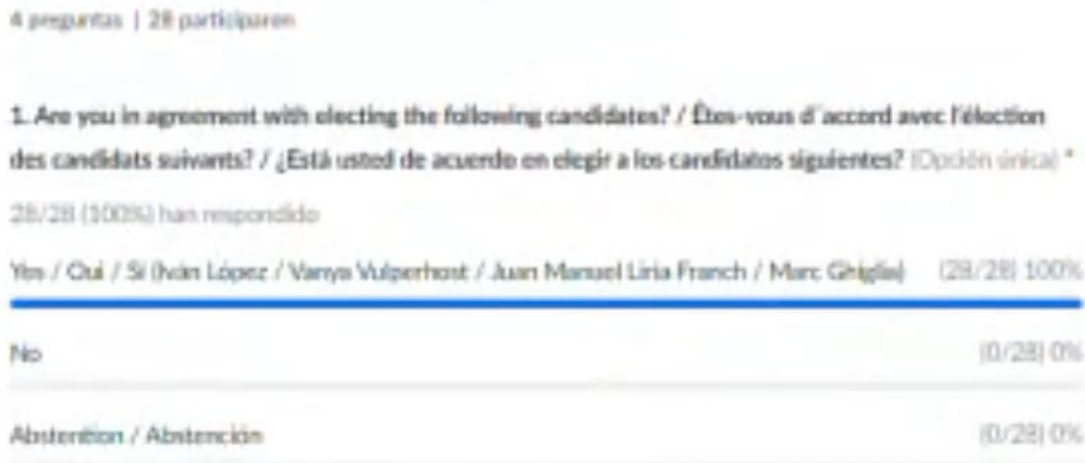 4 preguntas | 28 participaron
1. Are you in agreement with electing the following candidates? / Êtes-vous d´accord avec l'élection
des candidats suivants? / ¿Está usted de acuerdo en elegir a los candidatos siguientes? (Opción única) *
28/28 (100%) han respondido
Yes / Oui / Sí (Iván López / Vanya Vulperhost / Juan Manuel Liria Franch / Marc Ghiglia) (28/28) 100%
No (0/28) 0%
Abstention / Abstención (0/28) 0%